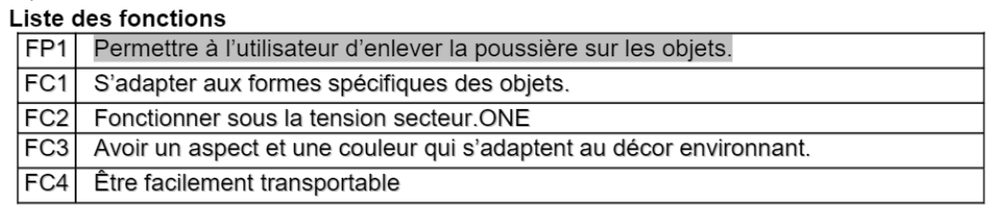 Liste des fonctions
FP1 Permettre à l'utilisateur d'enlever la poussière sur les objets.
FC1 S'adapter aux formes spécifiques des objets.
FC2 Fonctionner sous la tension secteur.ONE
FC3 Avoir un aspect et une couleur qui s'adaptent au décor environnant.
FC4 Être facilement transportable